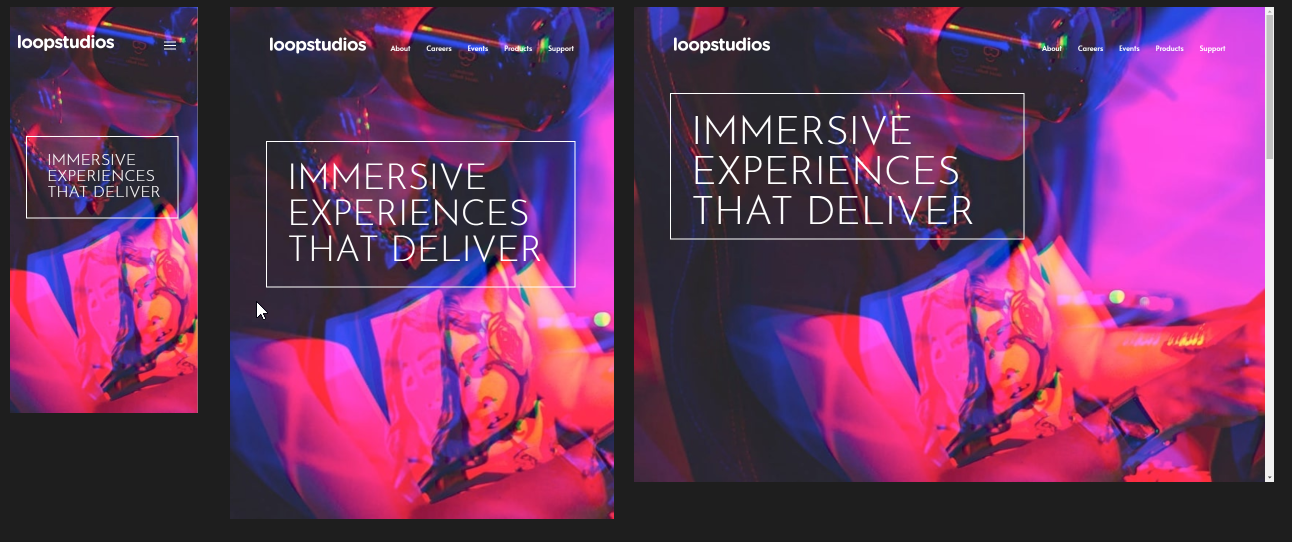 loopstudios
IMMERSIVE
EXPERIENCES
THAT DELIVER
loopstudios
About Careers Events Products Support
IMMERSIVE
EXPERIENCES
THAT DELIVER
loopstudios
About Careers Events Products Support
IMMERSIVE
EXPERIENCES
THAT DELIVER